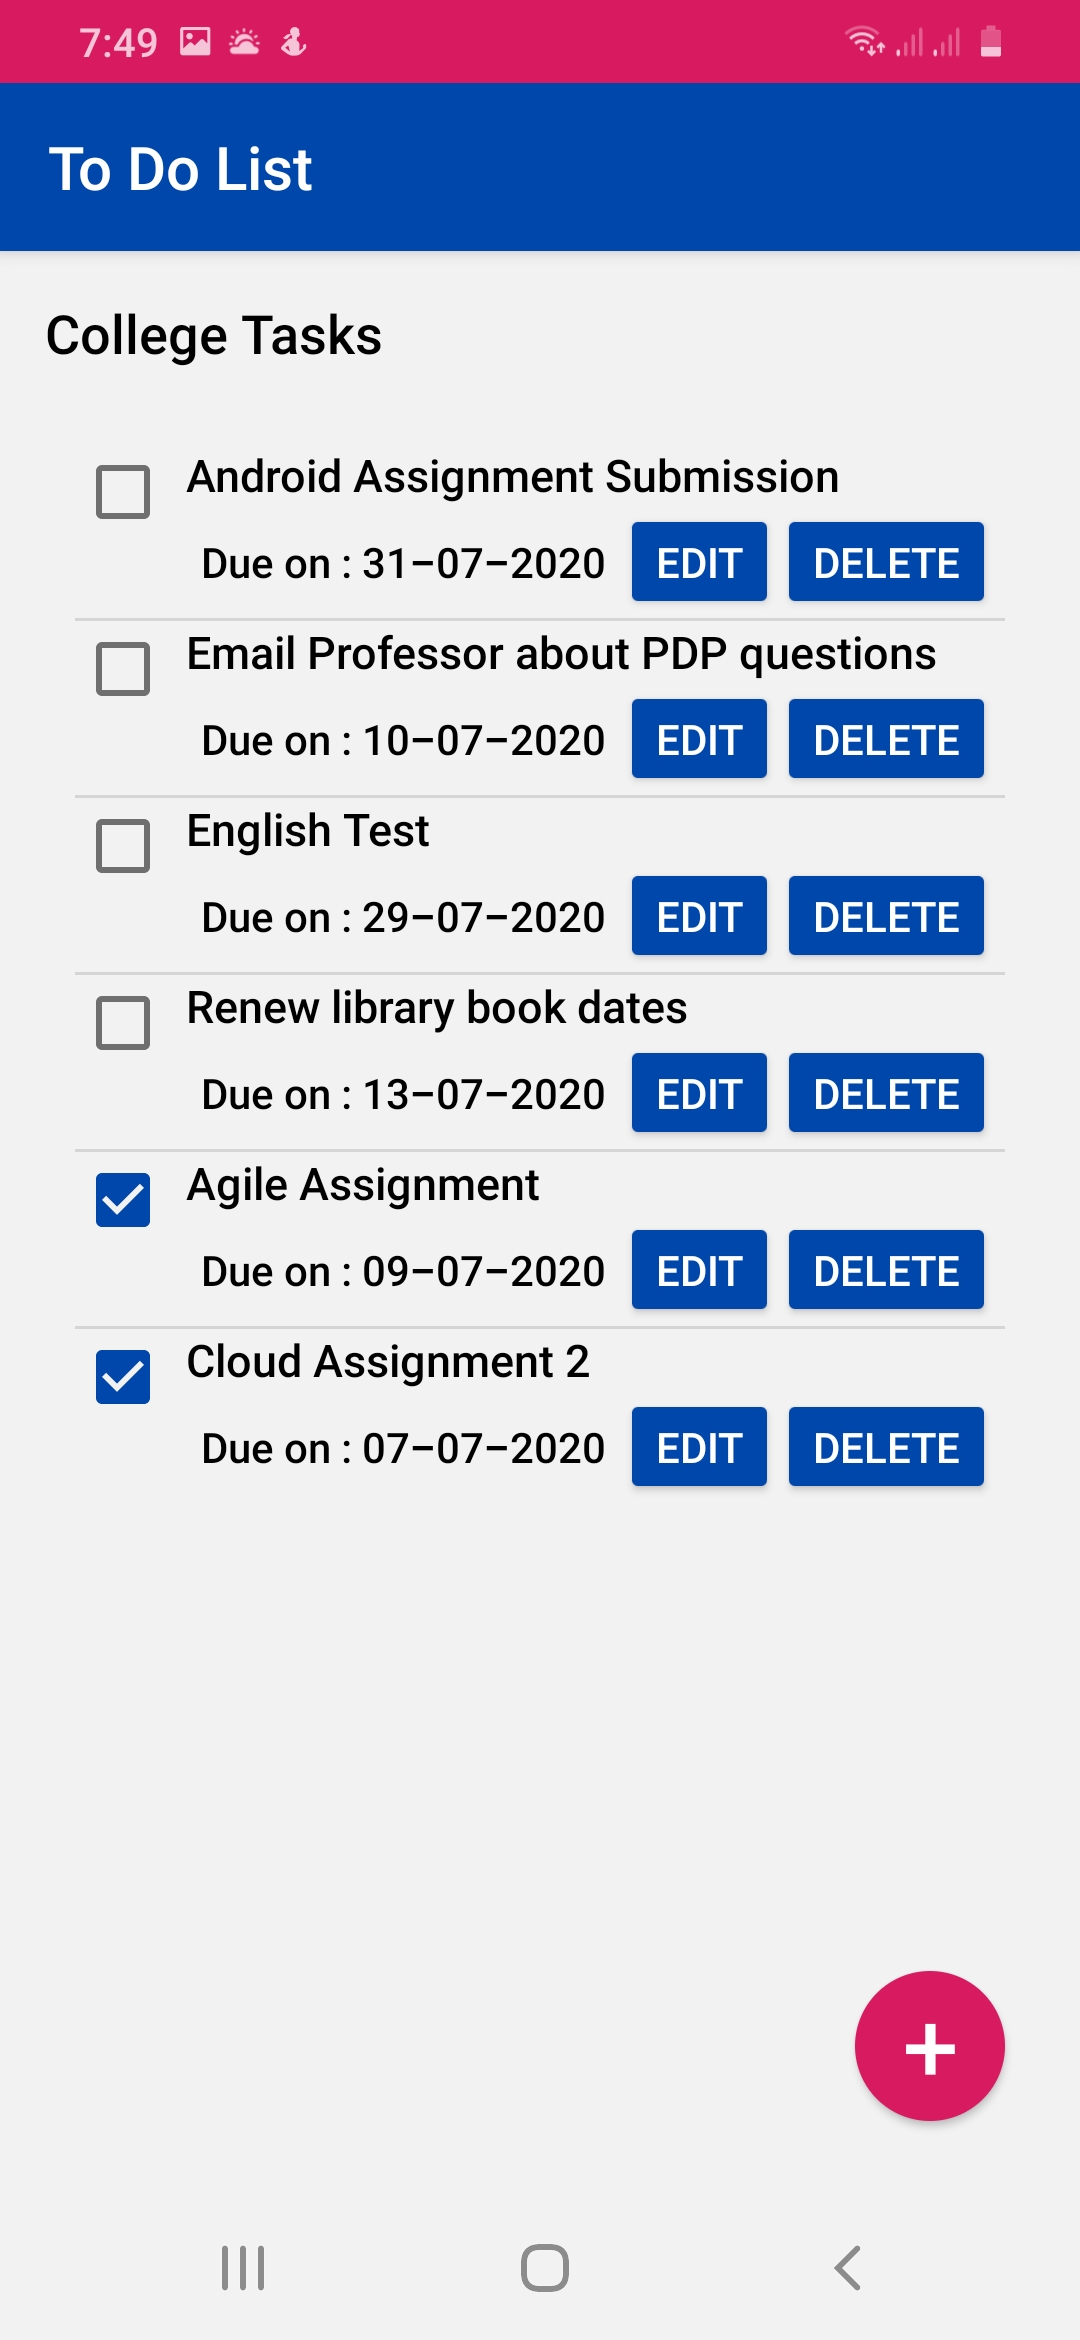 7:49
To Do List
College Tasks
Android Assignment Submission
Due on : 31-07-2020 EDIT DELETE
Email Professor about PDP questions
Due on : 10-07-2020 EDIT DELETE
English Test
Due on : 29-07-2020 EDIT DELETE
Renew library book dates
Due on : 13-07-2020 EDIT DELETE
Agile Assignment
Due on : 09-07-2020 EDIT DELETE
Cloud Assignment 2
Due on : 07-07-2020 EDIT DELETE
+